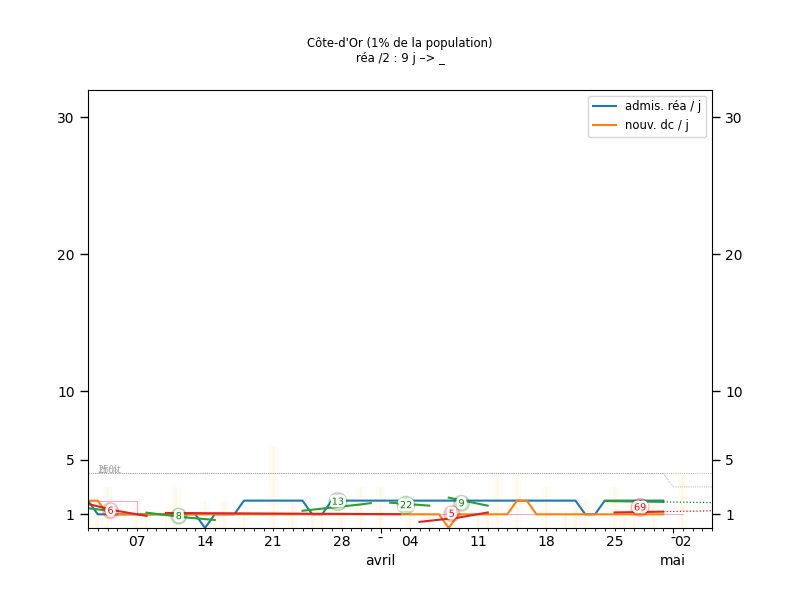 Côte-d'Or (1% de la population)
réa /2 : 9 j –> _
admis. réa / j
nouv. dc / j
30 30
20 20
10 10
5 5
1 1
6
8
13
22
5
9
69
07 14 21 28 - 04 11 18 25 -02
avril mai